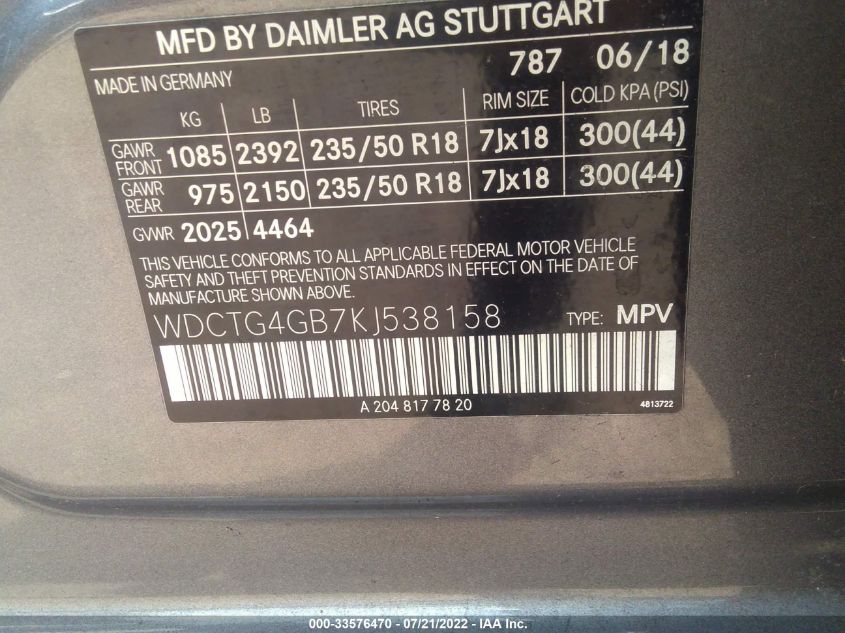 MFD BY DAIMLER AG STUTTGART
787 06/18
MADE IN GERMANY
KG LB TIRES RIM SIZE COLD KPA (PSI)
GAWR FRONT 1085 2392 235/50 R18 7Jx18 300(44)
GAWR REAR 975 2150 235/50 R18 7Jx18 300(44)
GVWR 2025 4464
THIS VEHICLE CONFORMS TO ALL APPLICABLE FEDERAL MOTOR VEHICLE
SAFETY AND THEFT PREVENTION STANDARDS IN EFFECT ON THE DATE OF
MANUFACTURE SHOWN ABOVE.
WDCTG4GB7KJ538158 TYPE: MPV
A 204 817 78 20 4813722
000-33576470 - 07/21/2022 - IAA Inc.